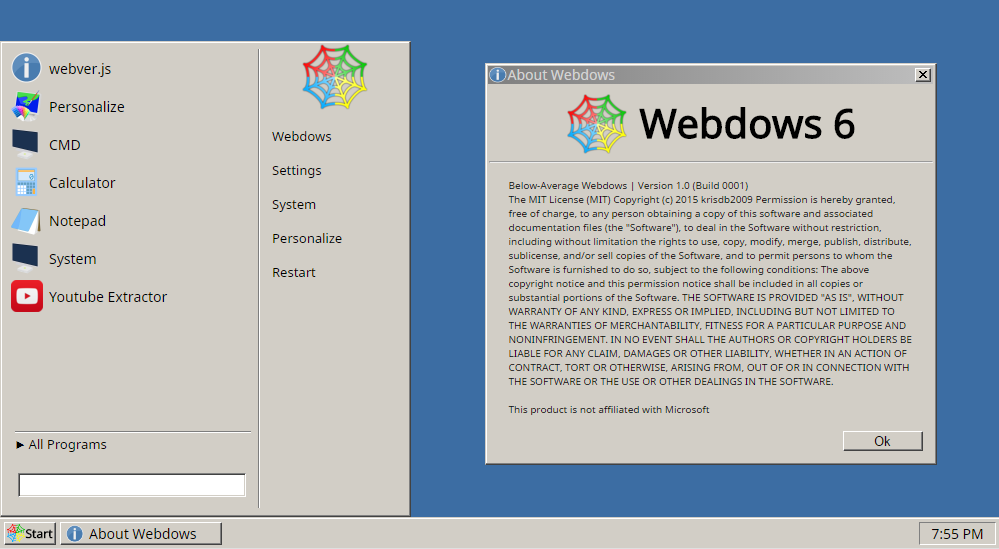 webver.js
Personalize
CMD
Calculator
Notepad
System
Youtube Extractor
All Programs
Webdows
Settings
System
Personalize
Restart
About Webdows
Webdows 6
Below-Average Webdows | Version 1.0 (Build 0001)
The MIT License (MIT) Copyright (c) 2015 krisdb2009 Permission is hereby granted,
free of charge, to any person obtaining a copy of this software and associated
documentation files (the "Software"), to deal in the Software without restriction,
including without limitation the rights to use, copy, modify, merge, publish, distribute,
sublicense, and/or sell copies of the Software, and to permit persons to whom the
Software is furnished to do so, subject to the following conditions: The above
copyright notice and this permission notice shall be included in all copies or
substantial portions of the Software. THE SOFTWARE IS PROVIDED "AS IS", WITHOUT
WARRANTY OF ANY KIND, EXPRESS OR IMPLIED, INCLUDING BUT NOT LIMITED TO
THE WARRANTIES OF MERCHANTABILITY, FITNESS FOR A PARTICULAR PURPOSE AND
NONINFRINGEMENT. IN NO EVENT SHALL THE AUTHORS OR COPYRIGHT HOLDERS BE
LIABLE FOR ANY CLAIM, DAMAGES OR OTHER LIABILITY, WHETHER IN AN ACTION OF
CONTRACT, TORT OR OTHERWISE, ARISING FROM, OUT OF OR IN CONNECTION WITH
THE SOFTWARE OR THE USE OR OTHER DEALINGS IN THE SOFTWARE.
This product is not affiliated with Microsoft
Ok
Start
About Webdows
7:55 PM